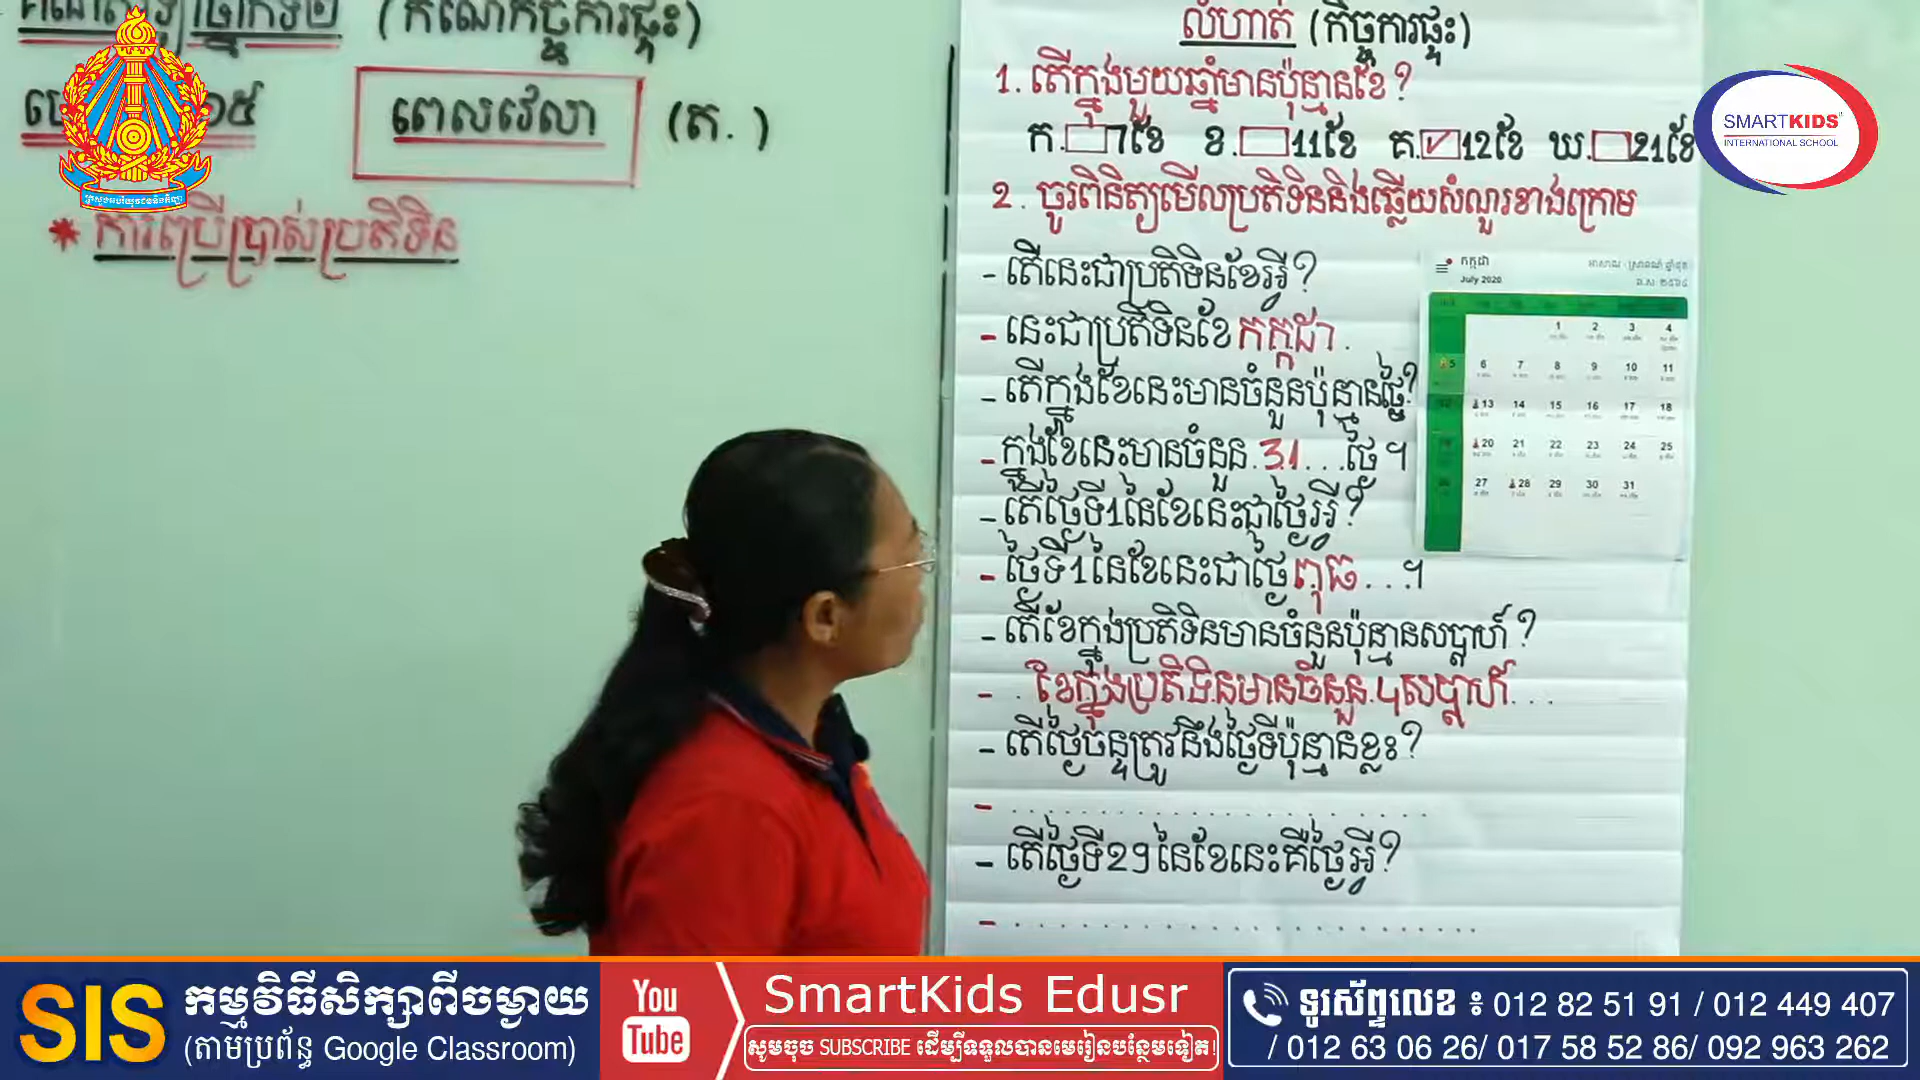 (កំណែកិច្ចការផ្ទះ)
ពេលវេលា (ត. )
* ការប្រើប្រាស់ប្រតិទិន
លំហាត់ (កិច្ចការផ្ទះ)
1. តើក្នុងមួយឆ្នាំមានប៉ុន្មានខែ?
ក. 7ខែ ខ. 11ខែ គ. ✓ 12ខែ ឃ. 21ខែ
2. ចូរពិនិត្យមើលប្រតិទិននិងឆ្លើយសំណួរខាងក្រោម
- តើនេះជាប្រតិទិនខែអ្វី?
- នេះជាប្រតិទិនខែកក្កដា.
- តើក្នុងខែនេះមានចំនួនប៉ុន្មានថ្ងៃ?
- ក្នុងខែនេះមានចំនួន.31...ថ្ងៃ។
- តើថ្ងៃទី1នៃខែនេះជាថ្ងៃអ្វី?
- ថ្ងៃទី1នៃខែនេះជាថ្ងៃពុធ...។
- តើខែក្នុងប្រតិទិនមានចំនួនប៉ុន្មានសប្តាហ៍?
- . ខែក្នុងប្រតិទិនមានចំនួន.4សប្តាហ៍...
- តើថ្ងៃចន្ទត្រូវនឹងថ្ងៃទីប៉ុន្មានខ្លះ?
- តើថ្ងៃទី29នៃខែនេះគឺថ្ងៃអ្វី?
កក្កដា
July 2020
ព.ស. ២៥៦៤
1 2 3 4
5 6 7 8 9 10 11
12 13 14 15 16 17 18
19 20 21 22 23 24 25
26 27 28 29 30 31
SMARTKIDS
INTERNATIONAL SCHOOL
SIS កម្មវិធីសិក្សាពីចម្ងាយ
(តាមប្រព័ន្ធ Google Classroom)
You Tube
SmartKids Edusr
សូមចុច SUBSCRIBE ដើម្បីទទួលបានមេរៀនបន្ថែមទៀត!
ទូរស័ព្ទលេខ ៖ 012 82 51 91 / 012 449 407
/ 012 63 06 26/ 017 58 52 86/ 092 963 262